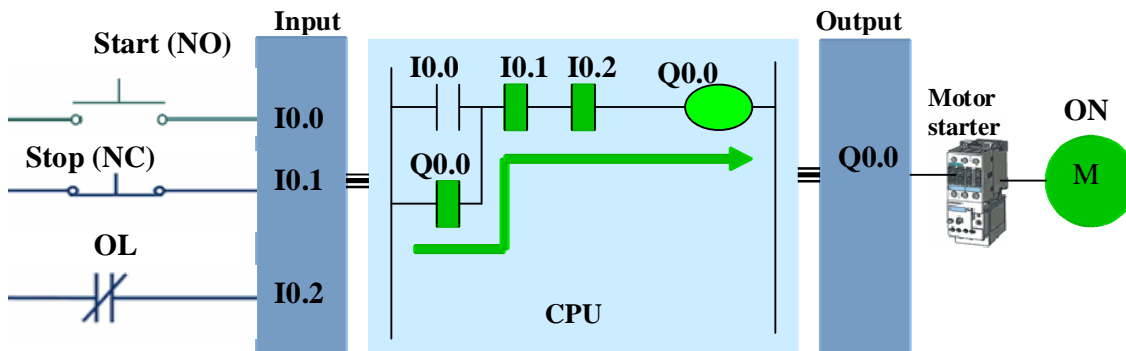 Input
Output
Start (NO)
I0.0
I0.1
I0.2
Q0.0
Motor
starter
ON
I0.0
Stop (NC)
I0.1
Q0.0
Q0.0
M
OL
I0.2
CPU